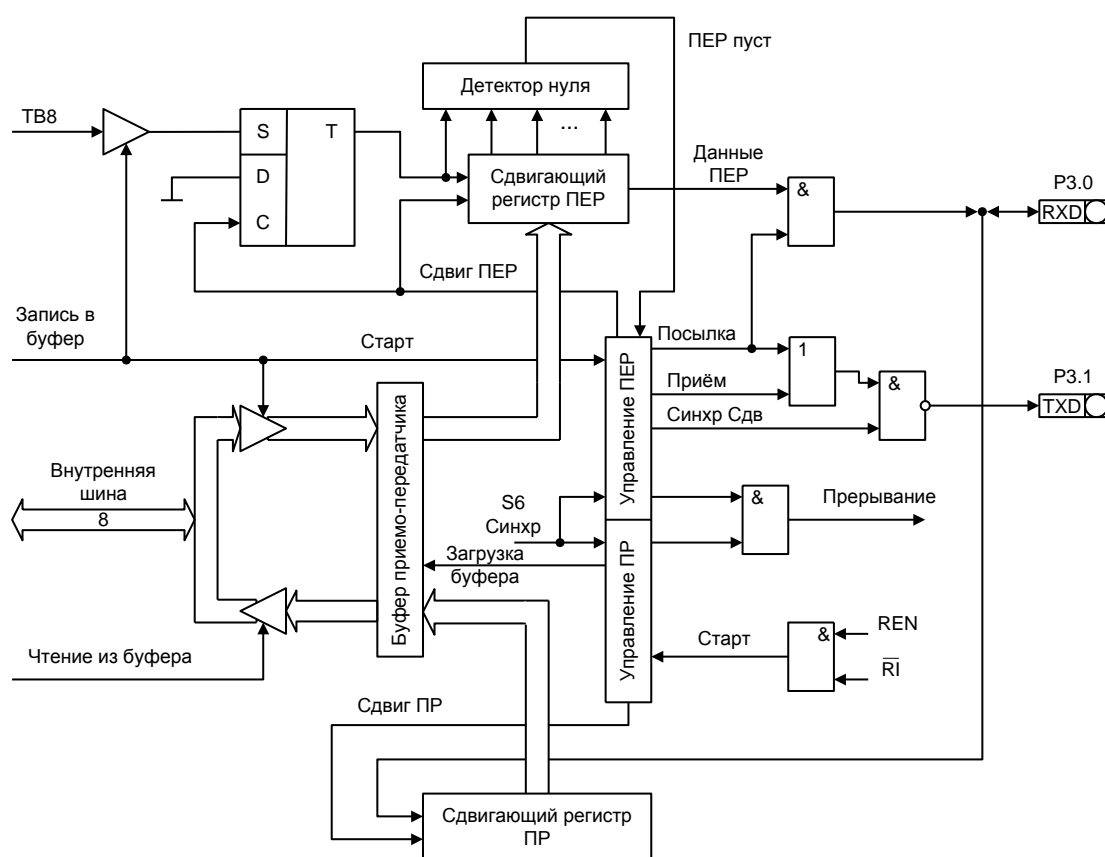 ПЕР пуст
Детектор нуля
...
TB8
S
T
D
C
Сдвигающий
регистр ПЕР
Данные
ПЕР
&
P3.0
RXD
Сдвиг ПЕР
Запись в
буфер
Старт
Управление ПЕР
Посылка
1
Приём
&
Синхр Сдв
P3.1
TXD
Внутренняя
шина
8
Буфер приемо-передатчика
S6
Синхр
&
Прерывание
Загрузка
буфера
Управление ПР
Старт
&
REN
R̅I̅
Чтение из буфера
Сдвиг ПР
Сдвигающий регистр
ПР